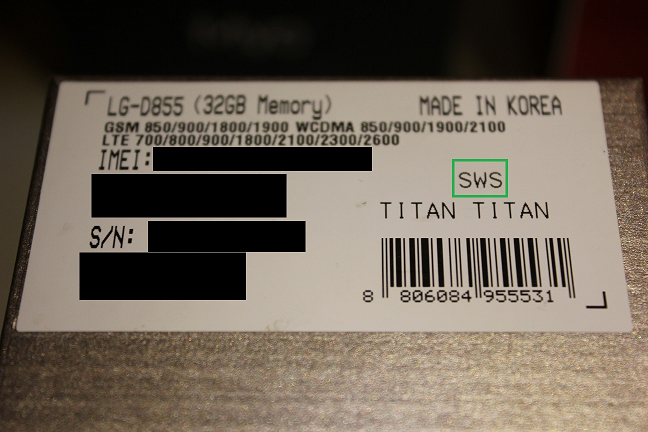 LG-D855 (32GB Memory) MADE IN KOREA
GSM 850/900/1800/1900 WCDMA 850/900/1900/2100
LTE 700/800/900/1800/2100/2300/2600
IMEI:
SWS
TITAN TITAN
S/N:
8 806084 955531